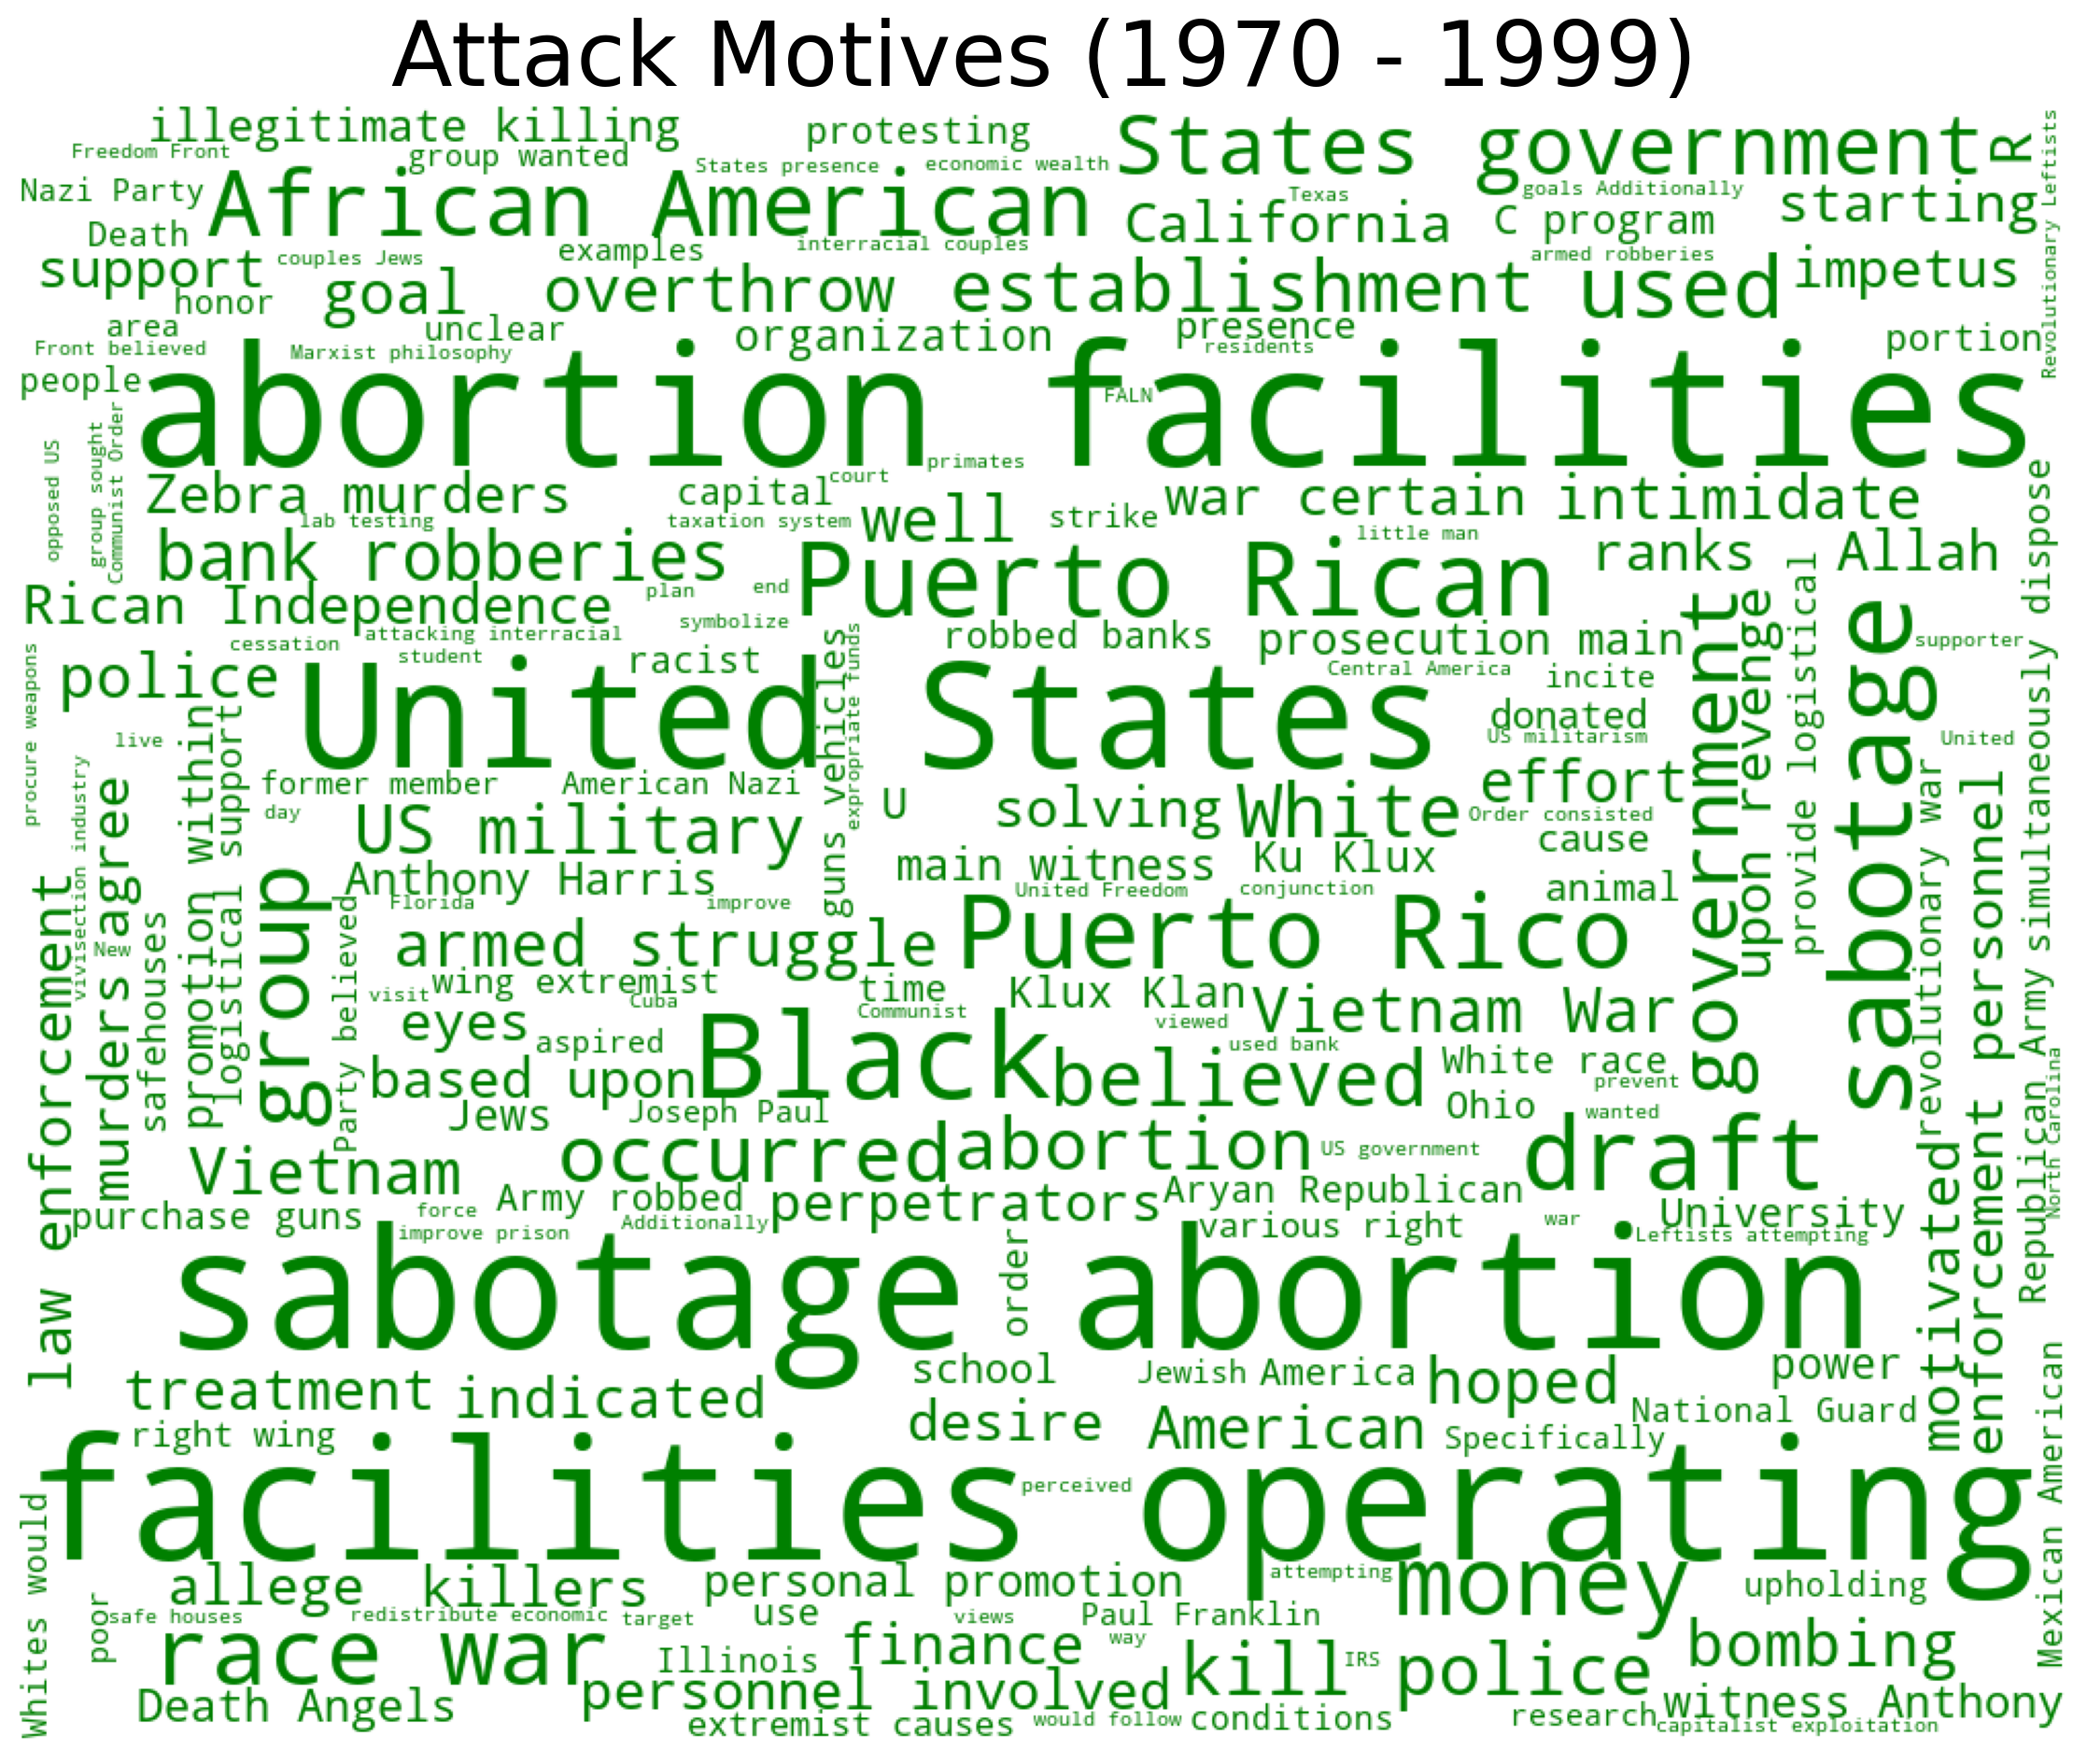 Attack Motives (1970 - 1999)
illegitimate killing
protesting
States government
R
Revolutionary Leftists
Freedom Front
group wanted
States presence
economic wealth
Nazi Party
African American
Texas
goals Additionally
starting
California
C program
Death
examples
interracial couples
armed robberies
support
couples Jews
goal
overthrow
establishment
used
impetus
honor
area
unclear
organization
presence
residents
portion
Front believed
Marxist philosophy
people
abortion facilities
FALN
opposed US
group sought
Communist Order
primates
court
Zebra murders
capital
well
strike
war certain
intimidate
simultaneously dispose
lab testing
taxation system
little man
bank robberies
Puerto Rican
ranks
Allah
Rican Independence
plan
end
symbolize
government
upon revenge
provide logistical
sabotage
cessation
attacking interracial
robbed banks
prosecution main
supporter
procure weapons
police
student
racist
guns vehicles
expropriate funds
Central America
incite
United States
donated
US militarism
live
United
promotion within
logistical support
former member
American Nazi
effort
revolutionary war
enforcement personnel
vivisection industry
murders agree
day
US military
U
solving
White
Order consisted
cause
law enforcement
group
Anthony Harris
main witness
Ku Klux
Florida
improve
United Freedom
conjunction
animal
New
safehouses
Party believed
armed struggle
Puerto Rico
visit
wing extremist
Cuba
time
Klux Klan
Vietnam War
Republican Army
eyes
aspired
Communist
viewed
used bank
Black
based upon
believed
White race
prevent
North Carolina
Jews
Joseph Paul
Ohio
wanted
Vietnam
occurred
abortion
US government
draft
motivated
purchase guns
force
Army robbed
perpetrators
Aryan Republican
University
improve prison
Additionally
various right
war
Leftists attempting
sabotage abortion
order
school
Jewish
America
hoped
power
Mexican American
treatment
indicated
desire
American
National Guard
right wing
Specifically
facilities
perceived
operating
Whites would
allege
killers
personal promotion
attempting
money
upholding
poor
safe houses
redistribute economic
target
use
views
Paul Franklin
way
race war
Illinois
finance
kill
IRS
police
bombing
Death Angels
personnel involved
extremist causes
would follow
conditions
research
witness Anthony
capitalist exploitation